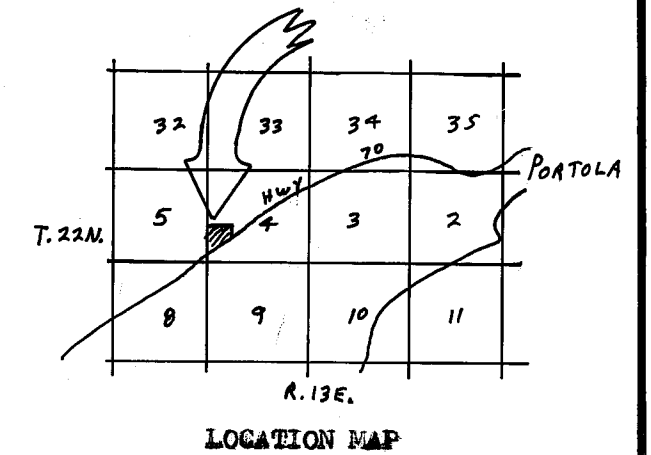 32 33 34 35
HWY 70
PORTOLA
T. 22N.
5 4 3 2
8 9 10 11
R. 13E.
LOCATION MAP